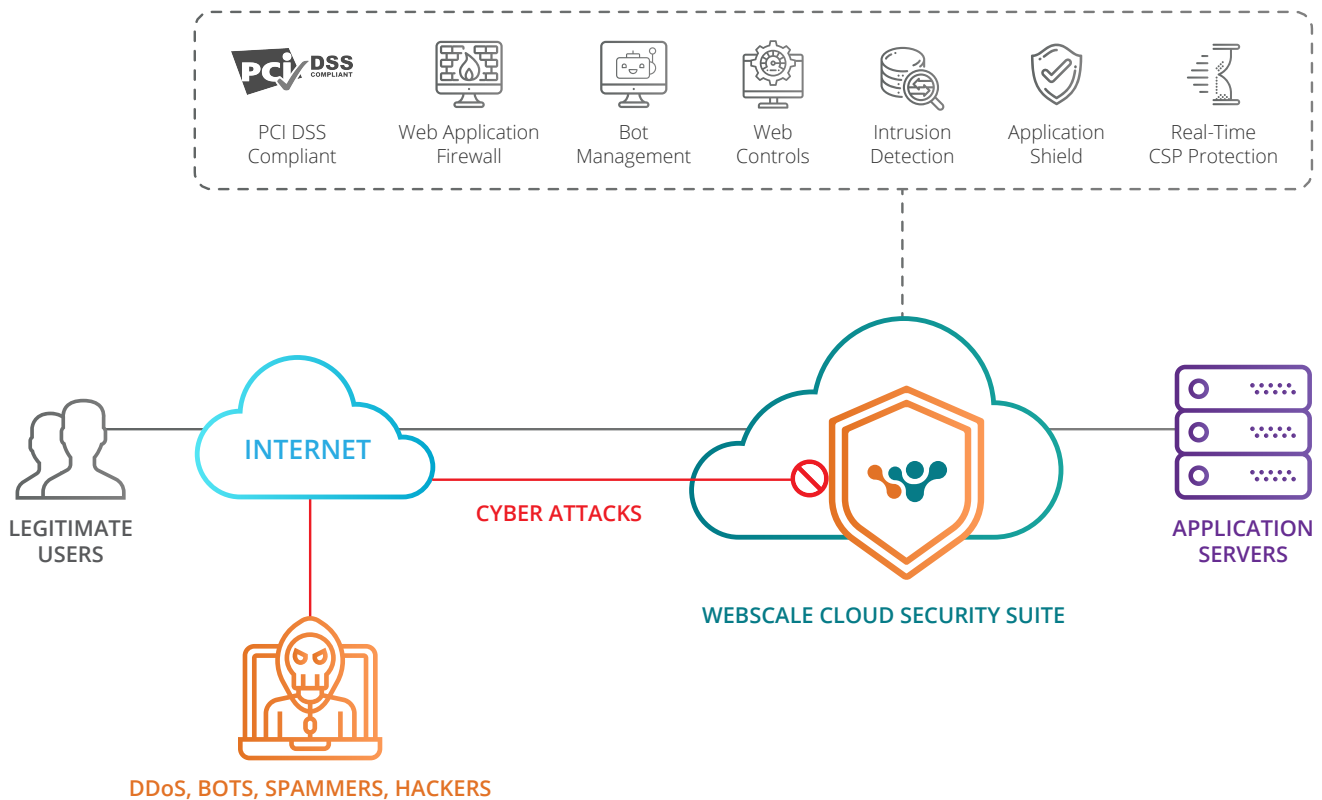 PCI DSS
COMPLIANT
PCI DSS
Compliant
Web Application
Firewall
Bot
Management
Web
Controls
Intrusion
Detection
Application
Shield
Real-Time
CSP Protection
INTERNET
LEGITIMATE
USERS
CYBER ATTACKS
APPLICATION
SERVERS
WEBSCALE CLOUD SECURITY SUITE
DDoS, BOTS, SPAMMERS, HACKERS